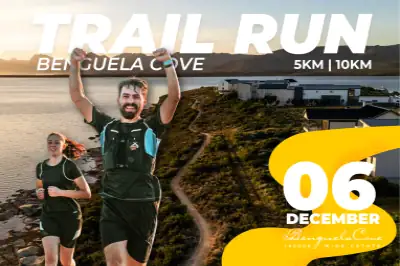 TRAIL RUN
BENGUELA COVE
5KM | 10KM
06
DECEMBER
Benguela Cove